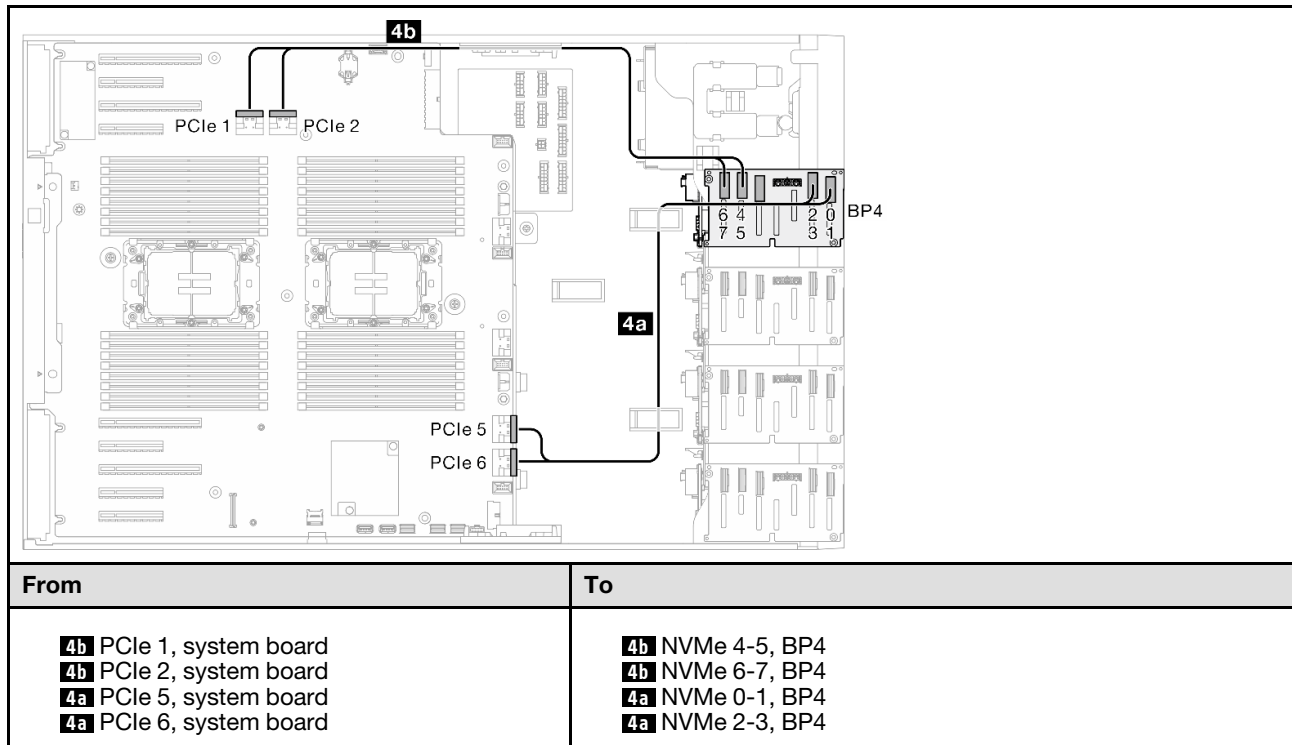 4b
PCIe 1
PCIe 2
6 4 2 0 BP4
7 5 3 1
4a
PCIe 5
PCIe 6
From To
4b PCIe 1, system board
4b PCIe 2, system board
4a PCIe 5, system board
4a PCIe 6, system board
4b NVMe 4-5, BP4
4b NVMe 6-7, BP4
4a NVMe 0-1, BP4
4a NVMe 2-3, BP4